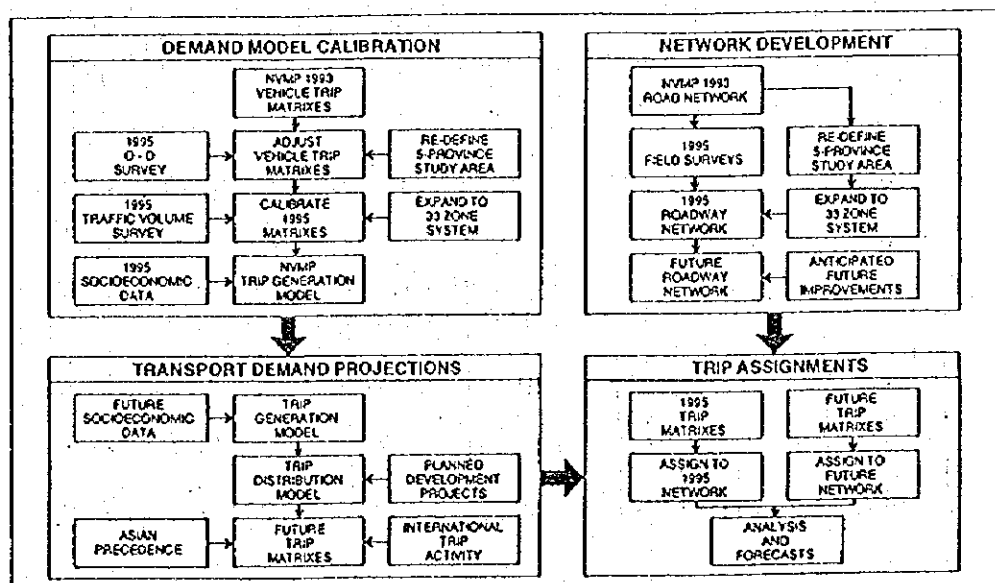 DEMAND MODEL CALIBRATION
NVMP 1993
VEHICLE TRIP
MATRIXES
1995
O - D
SURVEY
ADJUST
VEHICLE TRIP
MATRIXES
RE-DEFINE
5-PROVINCE
STUDY AREA
1995
TRAFFIC VOLUME
SURVEY
CALIBRATE
1995
MATRIXES
EXPAND TO
33 ZONE
SYSTEM
1995
SOCIOECONOMIC
DATA
NVMP
TRIP GENERATION
MODEL
NETWORK DEVELOPMENT
NVMP 1993
ROAD NETWORK
1995
FIELD SURVEYS
RE-DEFINE
5-PROVINCE
STUDY AREA
1995
ROADWAY
NETWORK
EXPAND TO
33 ZONE
SYSTEM
FUTURE
ROADWAY
NETWORK
ANTICIPATED
FUTURE
IMPROVEMENTS
TRANSPORT DEMAND PROJECTIONS
FUTURE
SOCIOECONOMIC
DATA
TRIP
GENERATION
MODEL
TRIP
DISTRIBUTION
MODEL
PLANNED
DEVELOPMENT
PROJECTS
ASIAN
PRECEDENCE
FUTURE
TRIP
MATRIXES
INTERNATIONAL
TRIP
ACTIVITY
TRIP ASSIGNMENTS
1995
TRIP
MATRIXES
FUTURE
TRIP
MATRIXES
ASSIGN TO
1995
NETWORK
ASSIGN TO
FUTURE
NETWORK
ANALYSIS
AND
FORECASTS